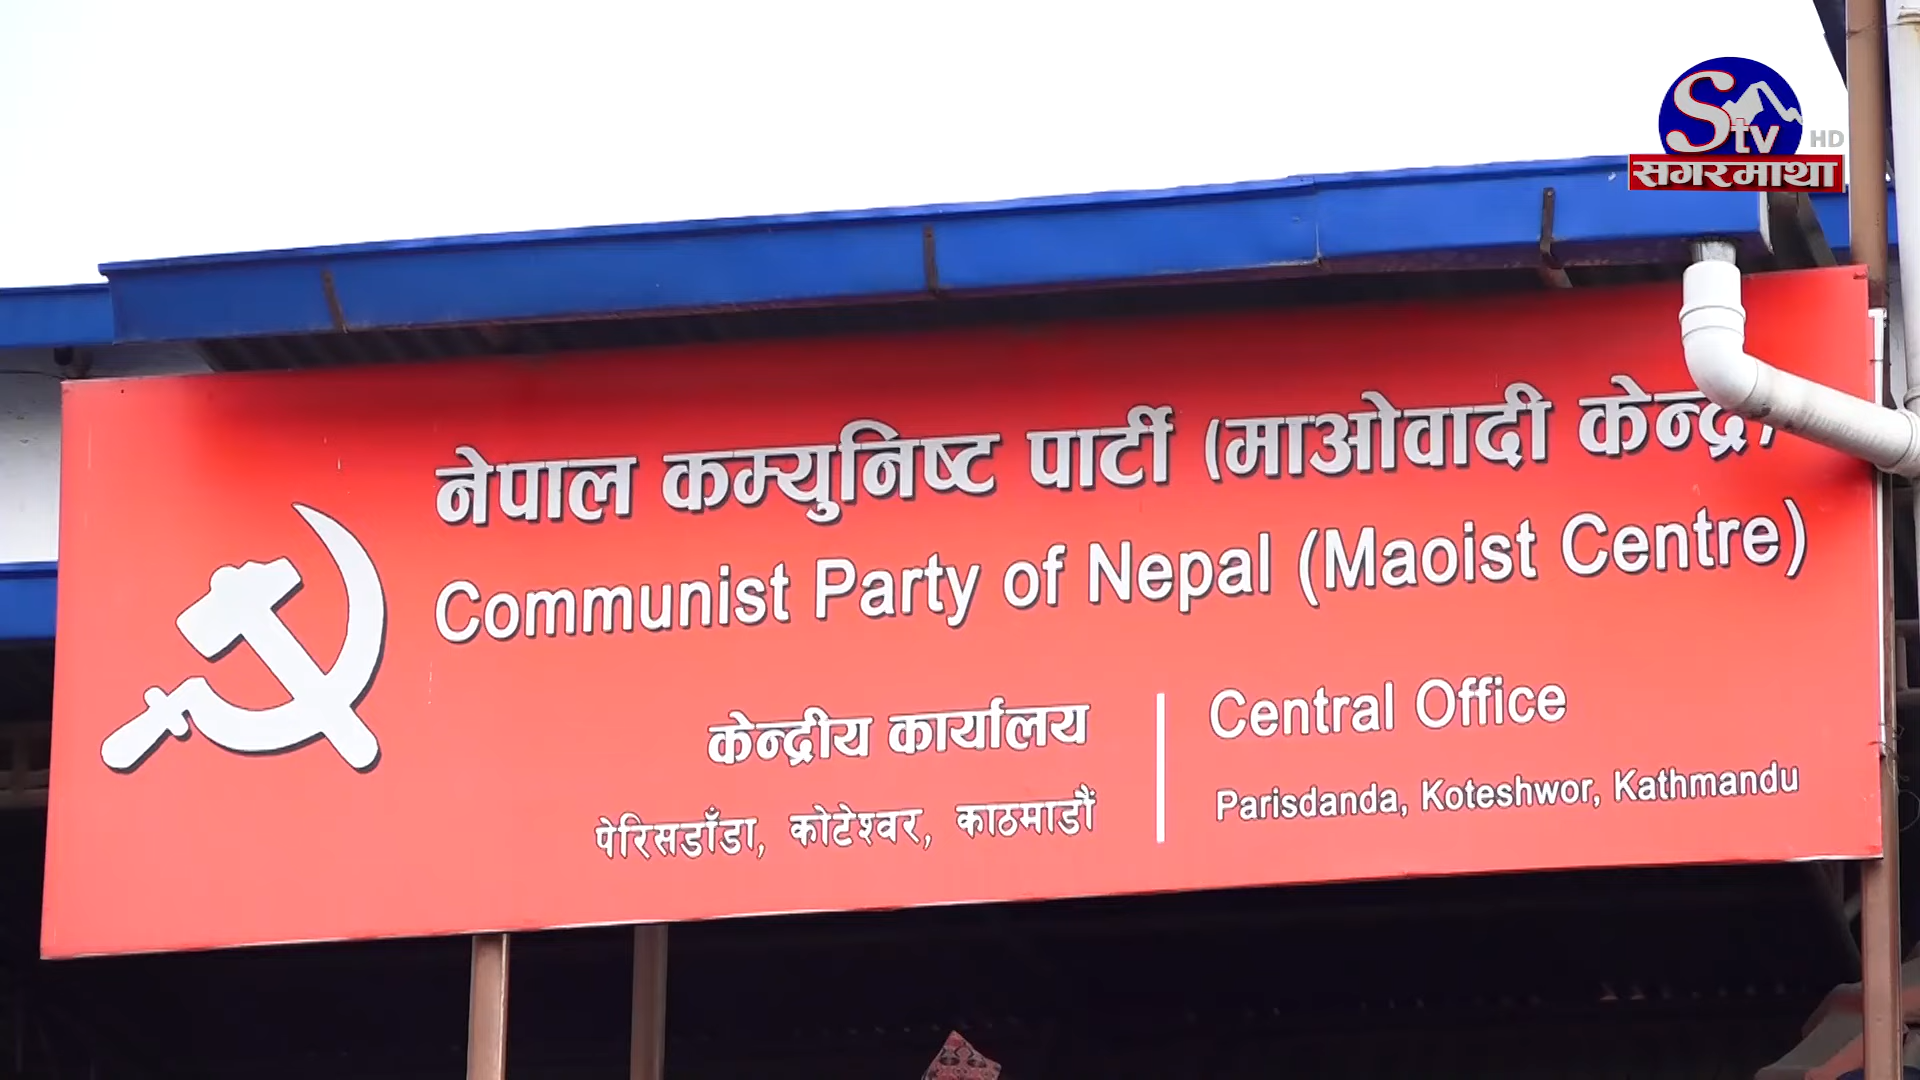 Stv HD
सगरमाथा
नेपाल कम्युनिष्ट पार्टी (माओवादी केन्द्र)
Communist Party of Nepal (Maoist Centre)
केन्द्रीय कार्यालय
पेरिसडाँडा, कोटेश्वर, काठमाडौं
Central Office
Parisdanda, Koteshwor, Kathmandu